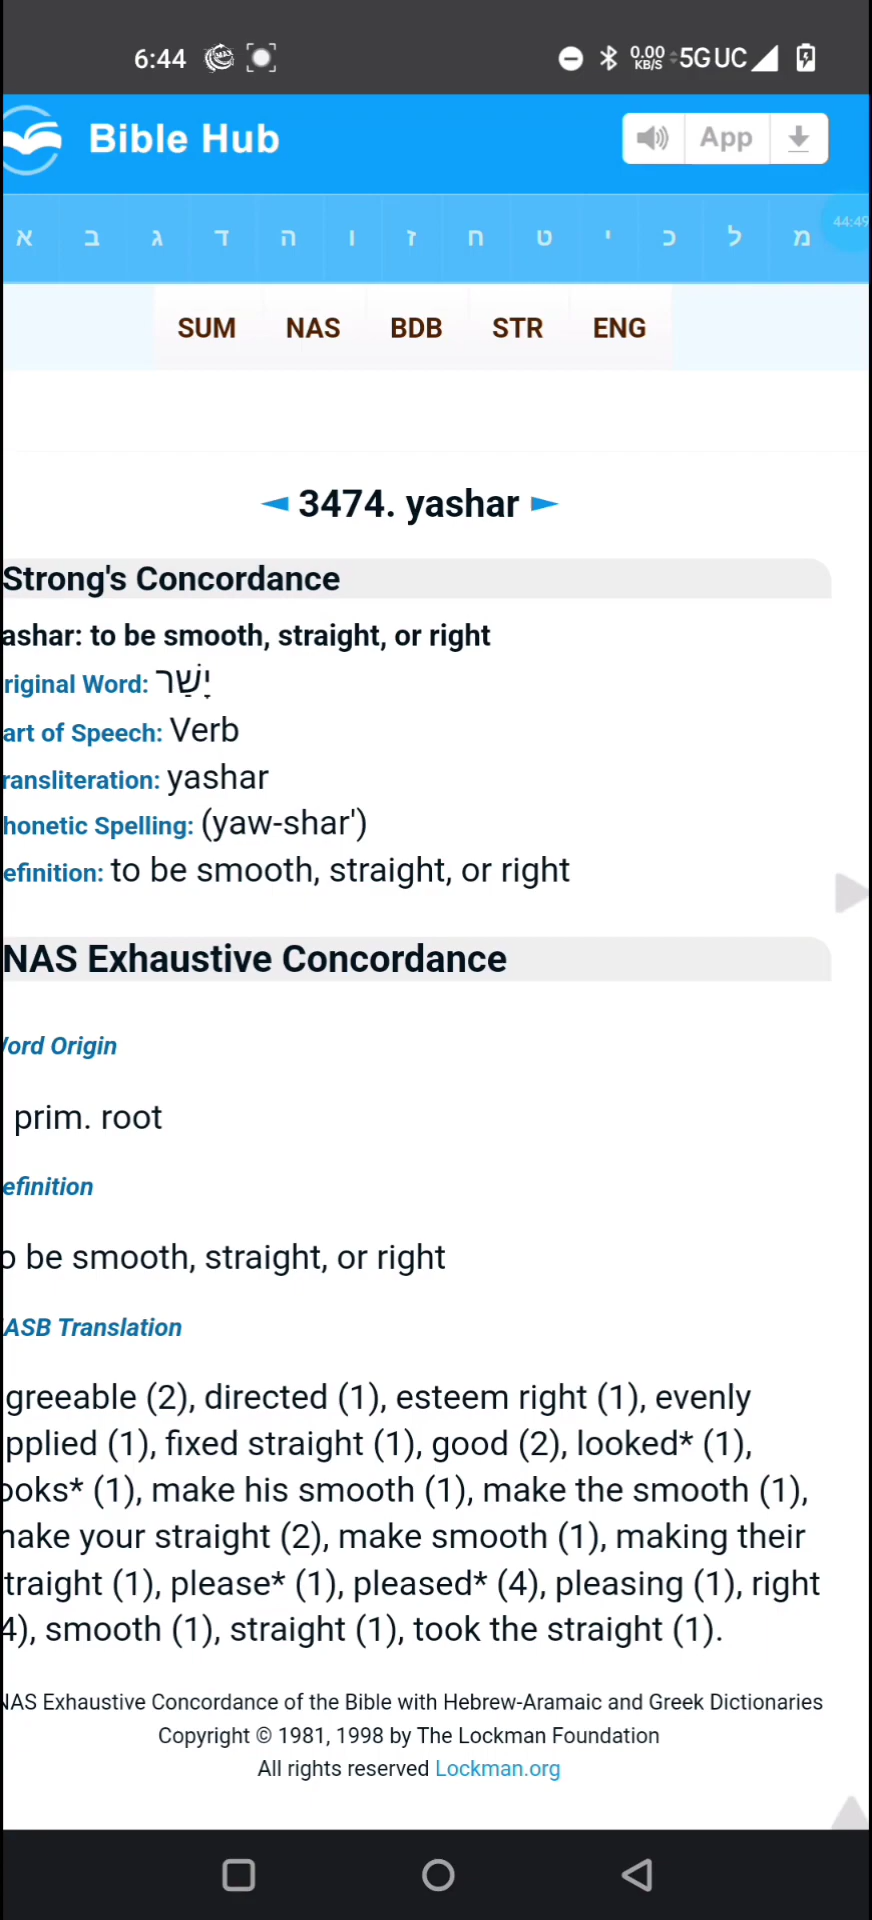 6:44 0.00 KB/S 5G UC
Bible Hub App
א ב ג ד ה ו ז ח ט י כ ל מ 44:49
SUM NAS BDB STR ENG
◄ 3474. yashar ►
Strong's Concordance
ashar: to be smooth, straight, or right
riginal Word: יָשַׁר
art of Speech: Verb
ransliteration: yashar
honetic Spelling: (yaw-shar')
efinition: to be smooth, straight, or right
NAS Exhaustive Concordance
ord Origin
prim. root
efinition
o be smooth, straight, or right
ASB Translation
greeable (2), directed (1), esteem right (1), evenly
pplied (1), fixed straight (1), good (2), looked* (1),
ooks* (1), make his smooth (1), make the smooth (1),
nake your straight (2), make smooth (1), making their
traight (1), please* (1), pleased* (4), pleasing (1), right
4), smooth (1), straight (1), took the straight (1).
NAS Exhaustive Concordance of the Bible with Hebrew-Aramaic and Greek Dictionaries
Copyright © 1981, 1998 by The Lockman Foundation
All rights reserved Lockman.org